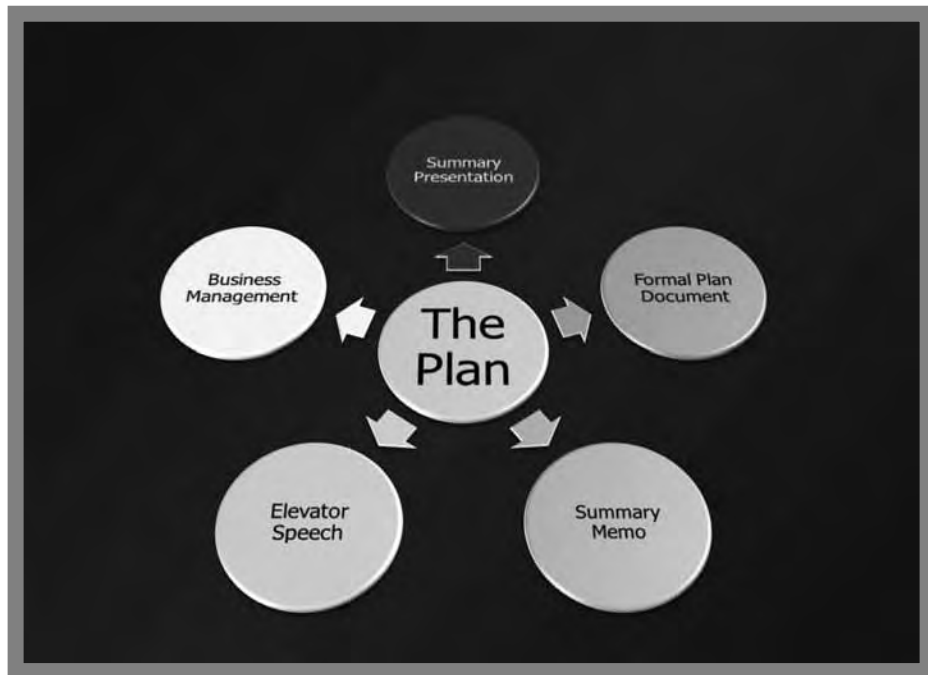 Summary
Presentation
Business
Management
Formal Plan
Document
The
Plan
Elevator
Speech
Summary
Memo